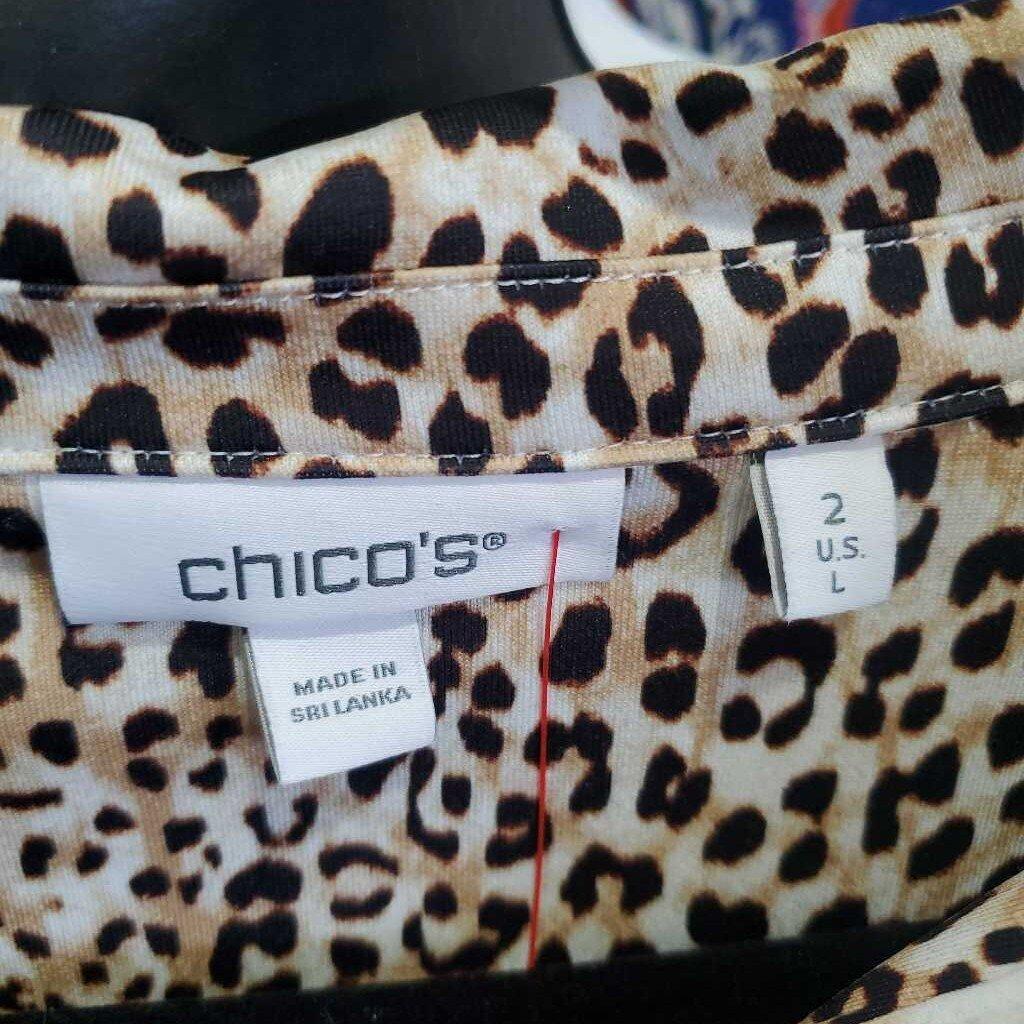 chico's®
MADE IN
SRI LANKA
2
U.S.
L